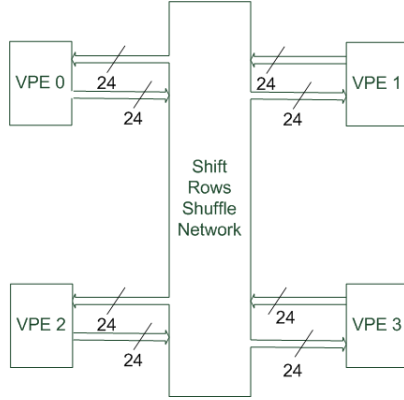 24
24
VPE 0
VPE 1
24
24
Shift
Rows
Shuffle
Network
24
24
VPE 2
VPE 3
24
24